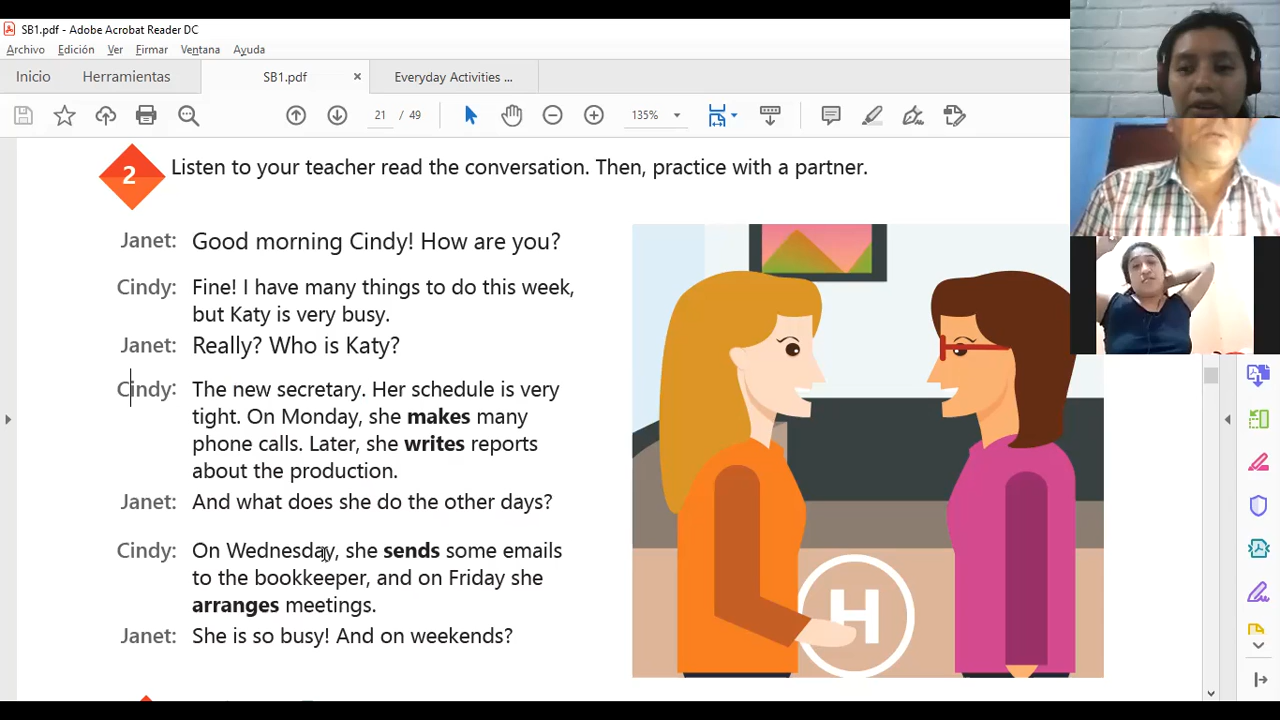 SB1.pdf - Adobe Acrobat Reader DC
Archivo Edición Ver Firmar Ventana Ayuda
Inicio Herramientas SB1.pdf × Everyday Activities ...
21 / 49 135%
2 Listen to your teacher read the conversation. Then, practice with a partner.
Janet: Good morning Cindy! How are you?
Cindy: Fine! I have many things to do this week,
but Katy is very busy.
Janet: Really? Who is Katy?
Cindy: The new secretary. Her schedule is very
tight. On Monday, she makes many
phone calls. Later, she writes reports
about the production.
Janet: And what does she do the other days?
Cindy: On Wednesday, she sends some emails
to the bookkeeper, and on Friday she
arranges meetings.
Janet: She is so busy! And on weekends?
H